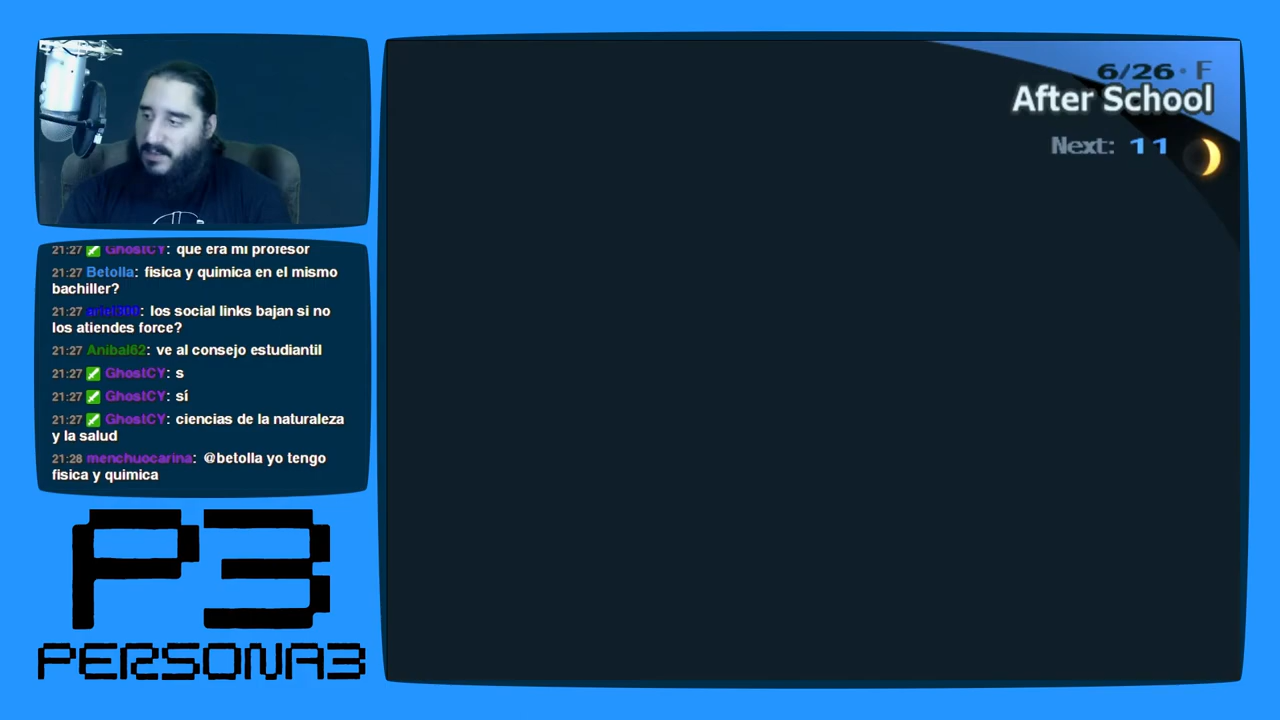 21:27 GhostCY: que era mi profesor
21:27 Betolla: fisica y quimica en el mismo
bachiller?
21:27 : los social links bajan si no
los atiendes force?
21:27 Anibal62: ve al consejo estudiantil
21:27 GhostCY: s
21:27 GhostCY: sí
21:27 GhostCY: ciencias de la naturaleza
y la salud
21:28 menchuocarina: @betolla yo tengo
fisica y quimica
P3
PERSONA3
6/26 · F
After School
Next: 11